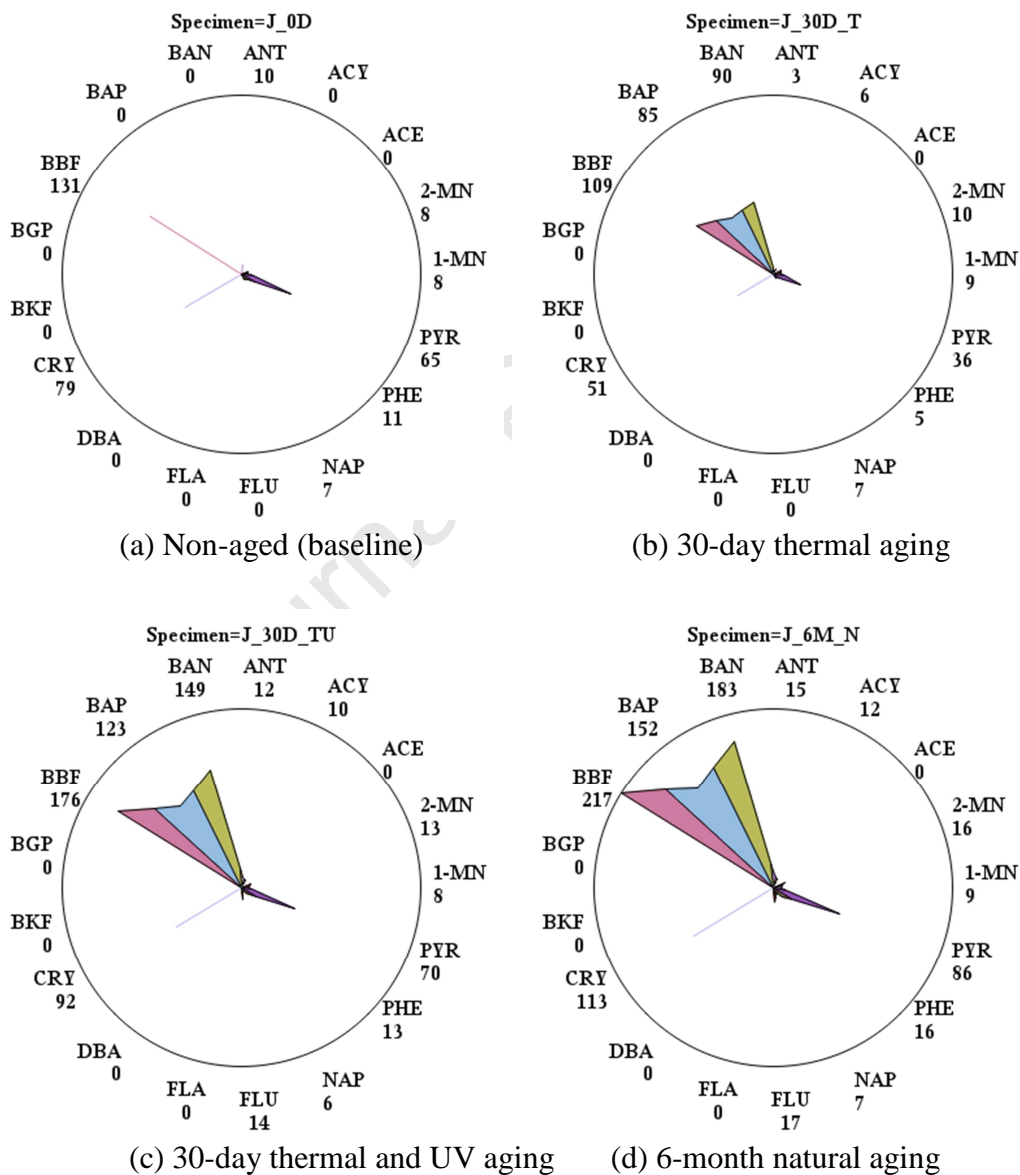 Specimen=J_0D
BAN
0
ANT
10
ACY
0
ACE
0
2-MN
8
1-MN
8
PYR
65
PHE
11
NAP
7
FLU
0
FLA
0
DBA
0
CRY
79
BKF
0
BGP
0
BBF
131
BAP
0
(a) Non-aged (baseline)
Specimen=J_30D_T
BAN
90
ANT
3
ACY
6
ACE
0
2-MN
10
1-MN
9
PYR
36
PHE
5
NAP
7
FLU
0
FLA
0
DBA
0
CRY
51
BKF
0
BGP
0
BBF
109
BAP
85
(b) 30-day thermal aging
Specimen=J_30D_TU
BAN
149
ANT
12
ACY
10
ACE
0
2-MN
13
1-MN
8
PYR
70
PHE
13
NAP
6
FLU
14
FLA
0
DBA
0
CRY
92
BKF
0
BGP
0
BBF
176
BAP
123
(c) 30-day thermal and UV aging
Specimen=J_6M_N
BAN
183
ANT
15
ACY
12
ACE
0
2-MN
16
1-MN
9
PYR
86
PHE
16
NAP
7
FLU
17
FLA
0
DBA
0
CRY
113
BKF
0
BGP
0
BBF
217
BAP
152
(d) 6-month natural aging